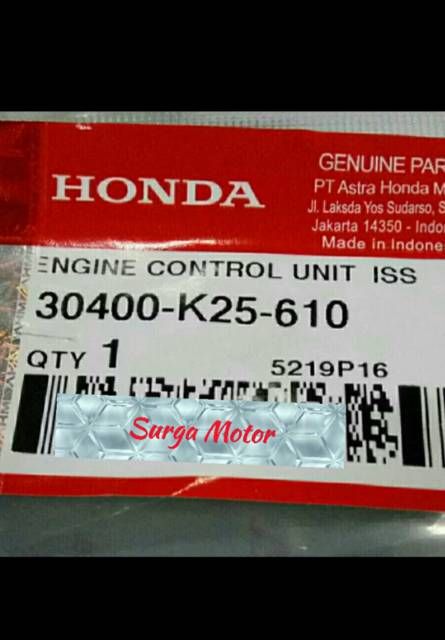 GENUINE PAR
HONDA
PT Astra Honda M
Jl. Laksda Yos Sudarso, S
Jakarta 14350 - Indo
Made in Indone
ENGINE CONTROL UNIT ISS
30400-K25-610
QTY 1
5219P16
Surga Motor